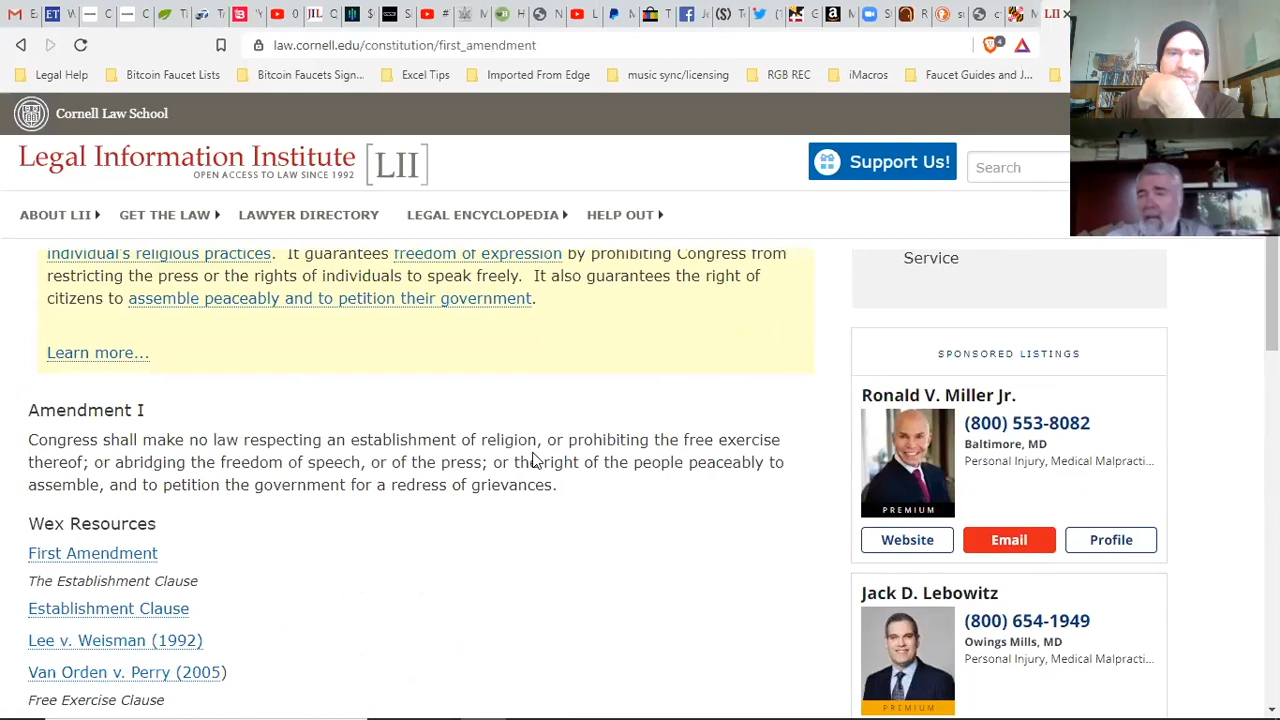 ET
JIL
$
(S)
T
LII
law.cornell.edu/constitution/first_amendment
4
Legal Help
Bitcoin Faucet Lists
Bitcoin Faucets Sign...
Excel Tips
Imported From Edge
music sync/licensing
RGB REC
iMacros
Faucet Guides and J...
Cornell Law School
Legal Information Institute [LII]
OPEN ACCESS TO LAW SINCE 1992
Support Us!
Search
ABOUT LII
GET THE LAW
LAWYER DIRECTORY
LEGAL ENCYCLOPEDIA
HELP OUT
individual's religious practices. It guarantees freedom of expression by prohibiting Congress from
restricting the press or the rights of individuals to speak freely. It also guarantees the right of
citizens to assemble peaceably and to petition their government.
Learn more...
Amendment I
Congress shall make no law respecting an establishment of religion, or prohibiting the free exercise
thereof; or abridging the freedom of speech, or of the press; or the right of the people peaceably to
assemble, and to petition the government for a redress of grievances.
Wex Resources
First Amendment
The Establishment Clause
Establishment Clause
Lee v. Weisman (1992)
Van Orden v. Perry (2005)
Free Exercise Clause
Service
SPONSORED LISTINGS
Ronald V. Miller Jr.
(800) 553-8082
Baltimore, MD
Personal Injury, Medical Malpracti...
PREMIUM
Website
Email
Profile
Jack D. Lebowitz
(800) 654-1949
Owings Mills, MD
Personal Injury, Medical Malpracti...
PREMIUM